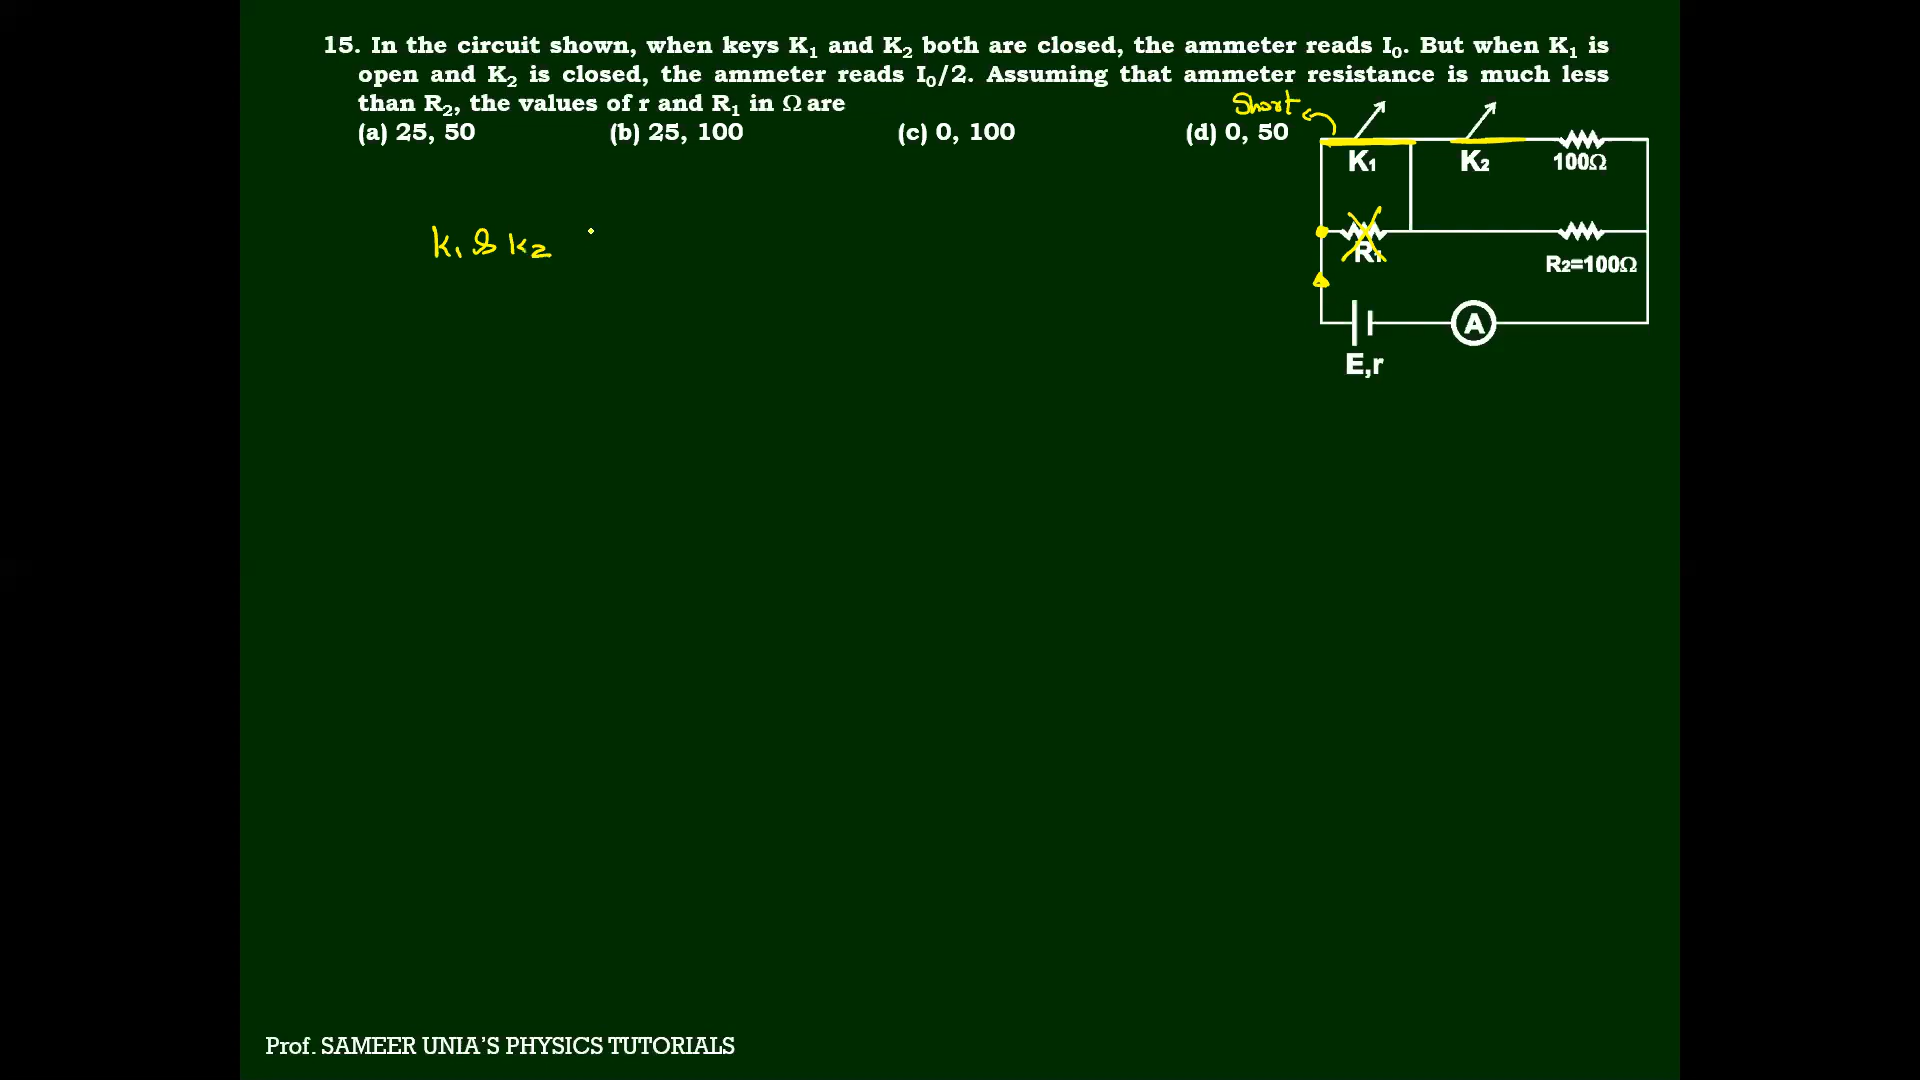 15. In the circuit shown, when keys K₁ and K₂ both are closed, the ammeter reads I₀. But when K₁ is
open and K₂ is closed, the ammeter reads I₀/2. Assuming that ammeter resistance is much less
than R₂, the values of r and R₁ in Ω are
Short
(a) 25, 50 (b) 25, 100 (c) 0, 100 (d) 0, 50
K₁ K₂ 100Ω
K₁ & K₂
R₁
R₂=100Ω
A
E,r
Prof. SAMEER UNIA’S PHYSICS TUTORIALS